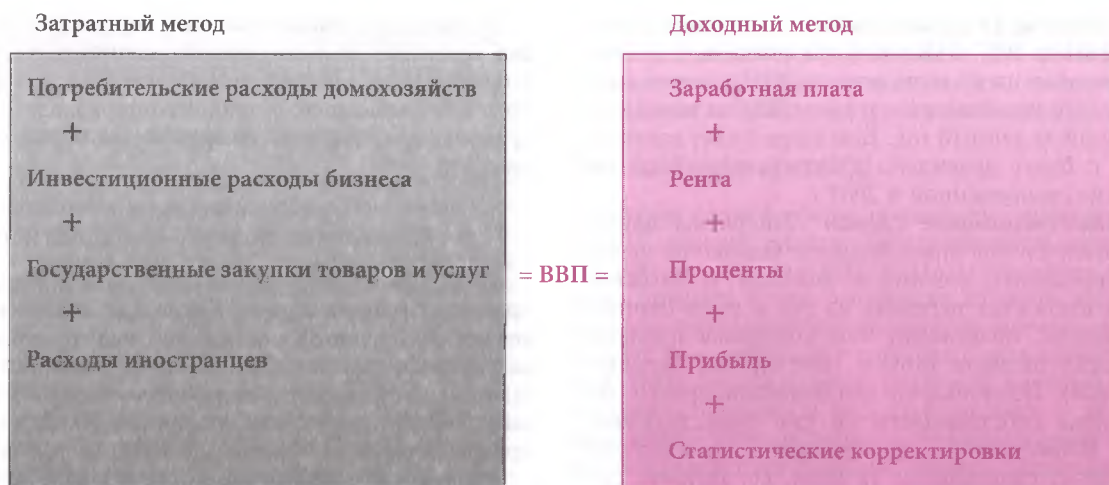 Затратный метод
Потребительские расходы домохозяйств
+
Инвестиционные расходы бизнеса
+
Государственные закупки товаров и услуг
+
Расходы иностранцев
= ВВП =
Доходный метод
Заработная плата
+
Рента
+
Проценты
+
Прибыль
+
Статистические корректировки